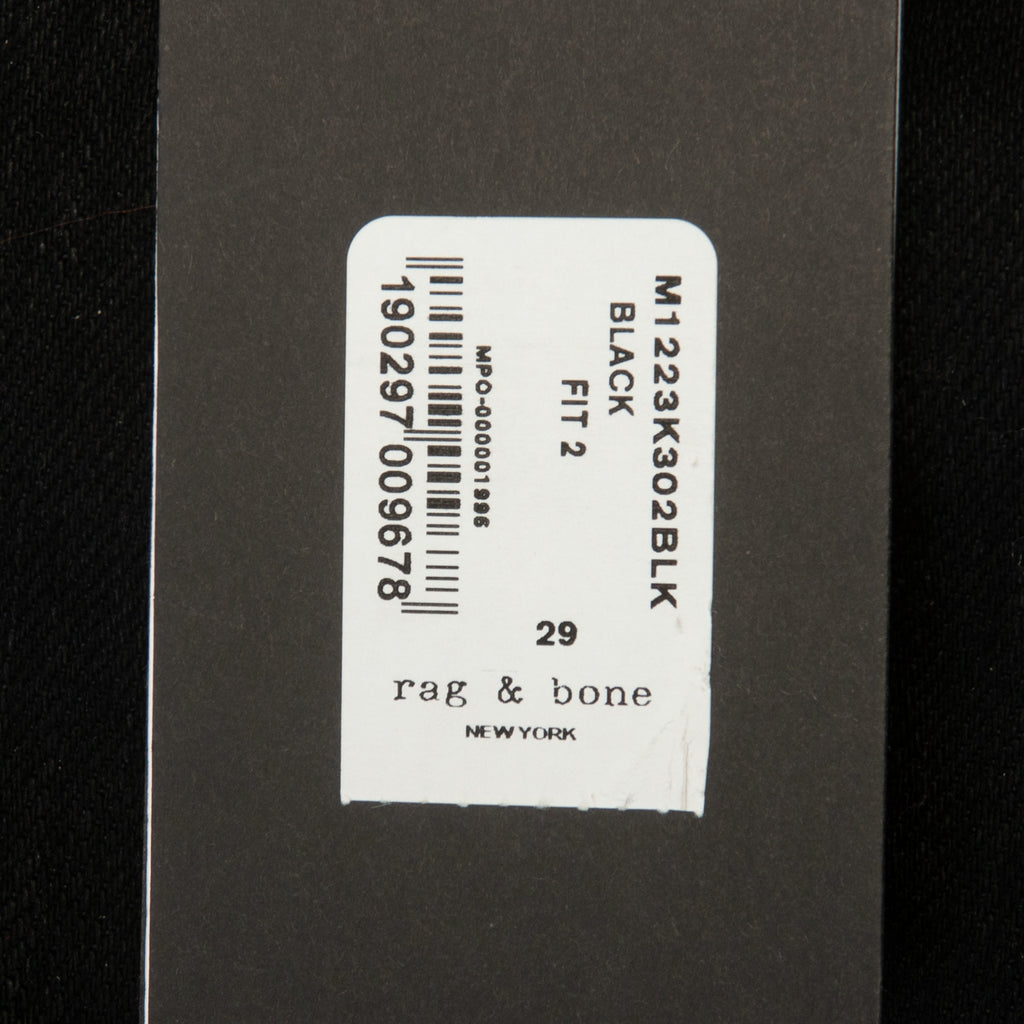 M1223K302BLK
BLACK
FIT 2
MPO-000001996
190297 009678
29
rag & bone
NEW YORK